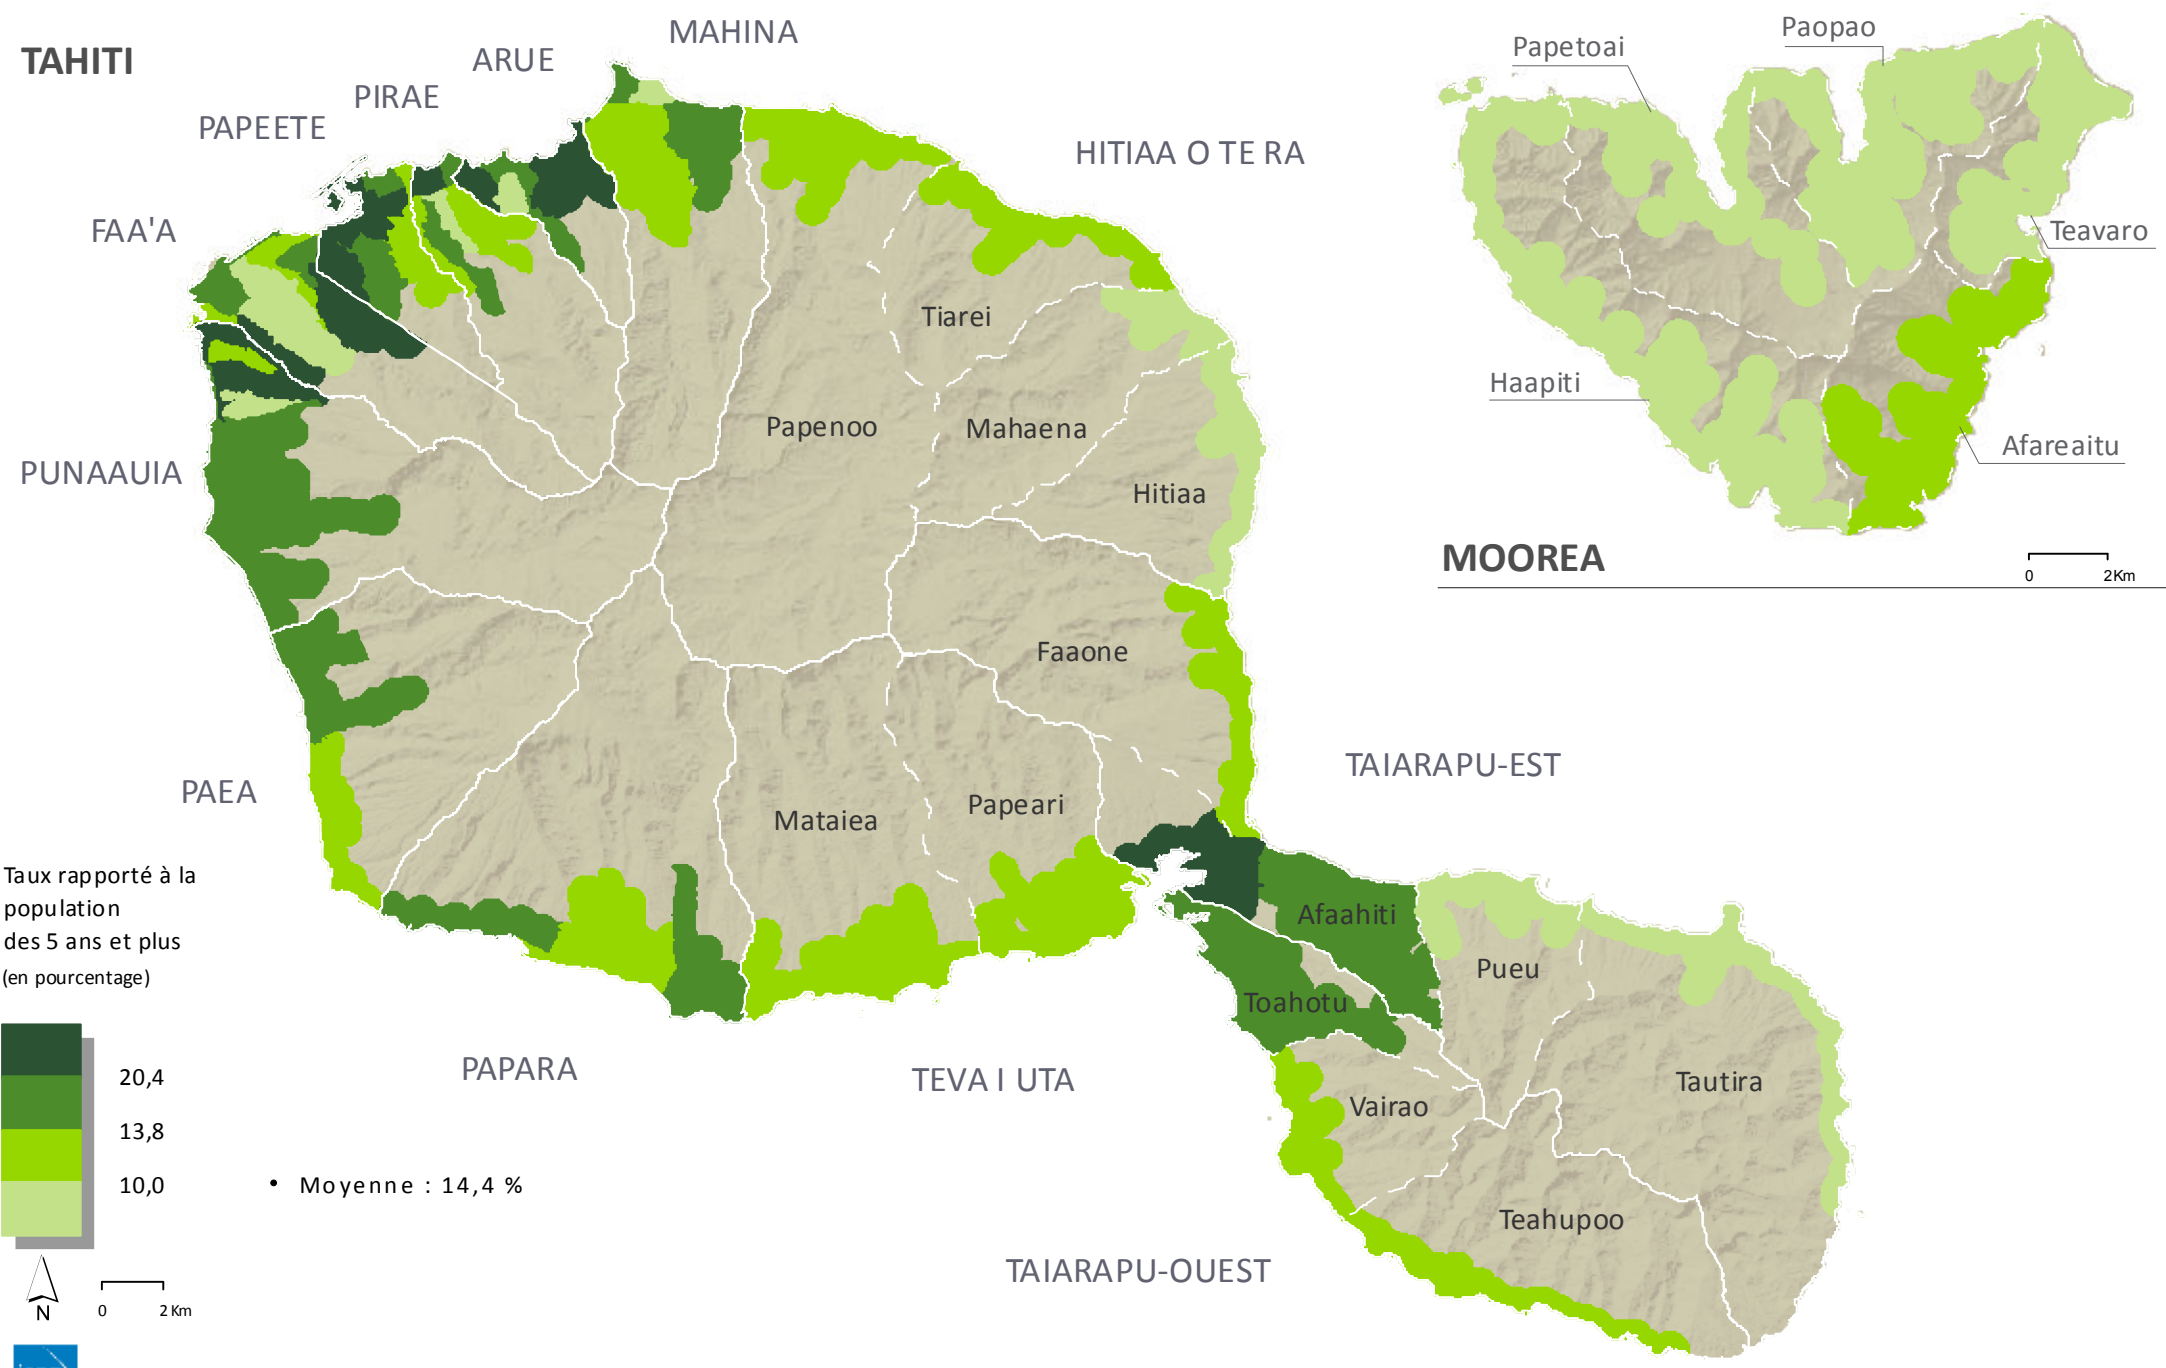 TAHITI
MAHINA
ARUE
PIRAE
PAPEETE
FAA'A
HITIAA O TE RA
Tiarei
Papenoo
Mahaena
Hitiaa
PUNAAUIA
Faaone
PAEA
Mataiea
Papeari
TAIARAPU-EST
Afaahiti
Pueu
Toahotu
Tautira
Vairao
Teahupoo
PAPARA
TEVA I UTA
TAIARAPU-OUEST
Papetoai
Paopao
Teavaro
Haapiti
Afareaitu
MOOREA
0 2Km
Taux rapporté à la
population
des 5 ans et plus
(en pourcentage)
20,4
13,8
10,0
• Moyenne : 14,4 %
N
0 2 Km